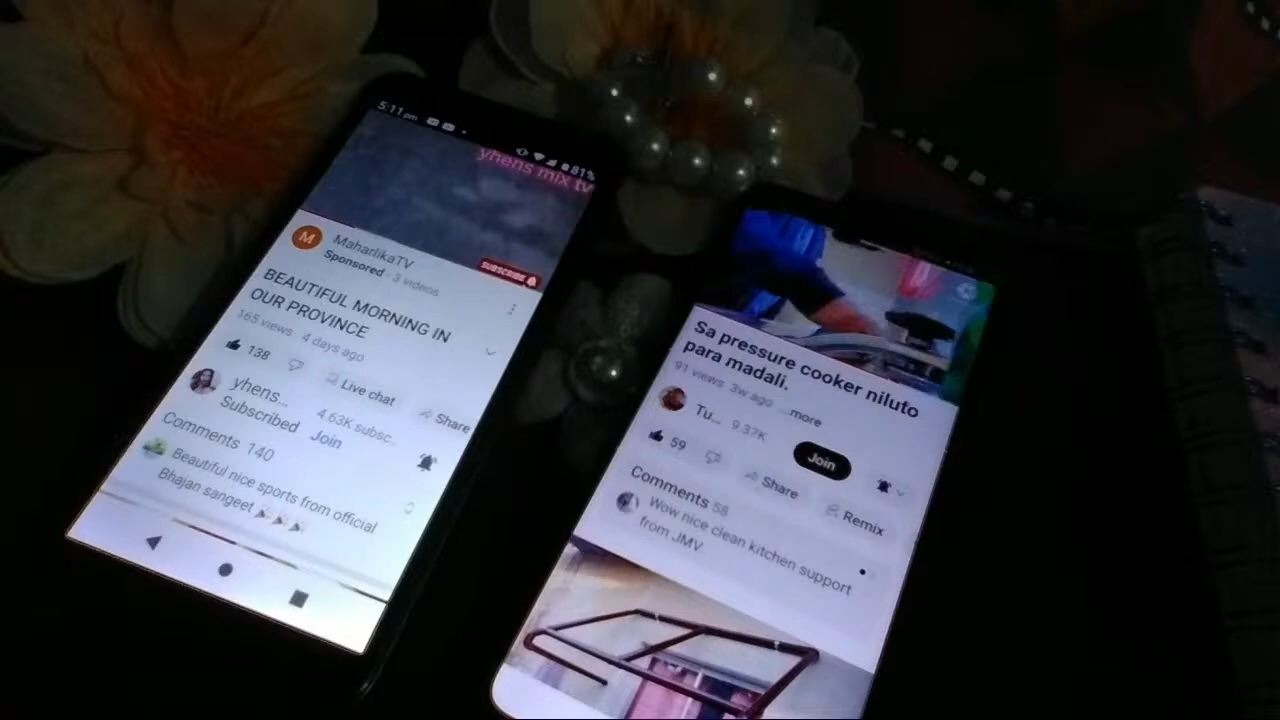 5:11 pm
81%
yhens mix tv
SUBSCRIBE
M
MaharlikaTV
Sponsored · 3 videos
BEAUTIFUL MORNING IN
OUR PROVINCE
165 views 4 days ago
138
Live chat
Share
yhens...
4.63K subsc..
Subscribed
Join
Comments 140
Beautiful nice sports from official
Bhajan sangeet 🎉🎉🎉
Sa pressure cooker niluto
para madali.
91 views 3w ago ...more
Tu... 9.37K
Join
59
Share
Remix
Comments 58
Wow nice clean kitchen support
from JMV